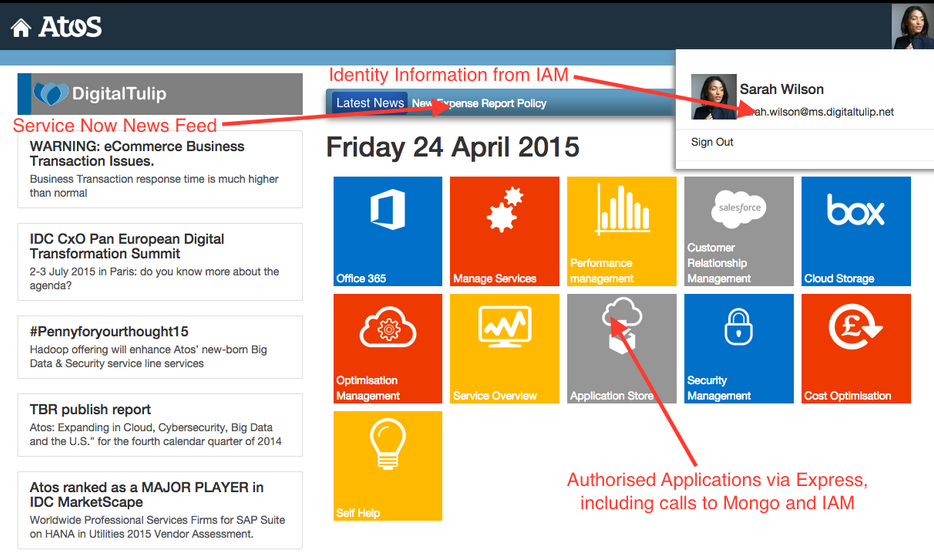 Atos
Identity Information from IAM
Sarah Wilson
sarah.wilson@ms.digitaltulip.net
Sign Out
DigitalTulip
Latest News
New Expense Report Policy
Service Now News Feed
WARNING: eCommerce Business
Transaction Issues.
Business Transaction response time is much higher
than normal
IDC CxO Pan European Digital
Transformation Summit
2-3 July 2015 in Paris: do you know more about the
agenda?
#Pennyforyourthought15
Hadoop offering will enhance Atos' new-born Big
Data & Security service line services
TBR publish report
Atos: Expanding in Cloud, Cybersecurity, Big Data
and the U.S." for the fourth calendar quarter of 2014
Atos ranked as a MAJOR PLAYER in
IDC MarketScape
Worldwide Professional Services Firms for SAP Suite
on HANA in Utilities 2015 Vendor Assessment.
Friday 24 April 2015
Office 365
Manage Services
Performance
management
salesforce
Customer
Relationship
Management
box
Cloud Storage
Optimisation
Management
Service Overview
Application Store
Security
Management
£
Cost Optimisation
Self Help
Authorised Applications via Express,
including calls to Mongo and IAM